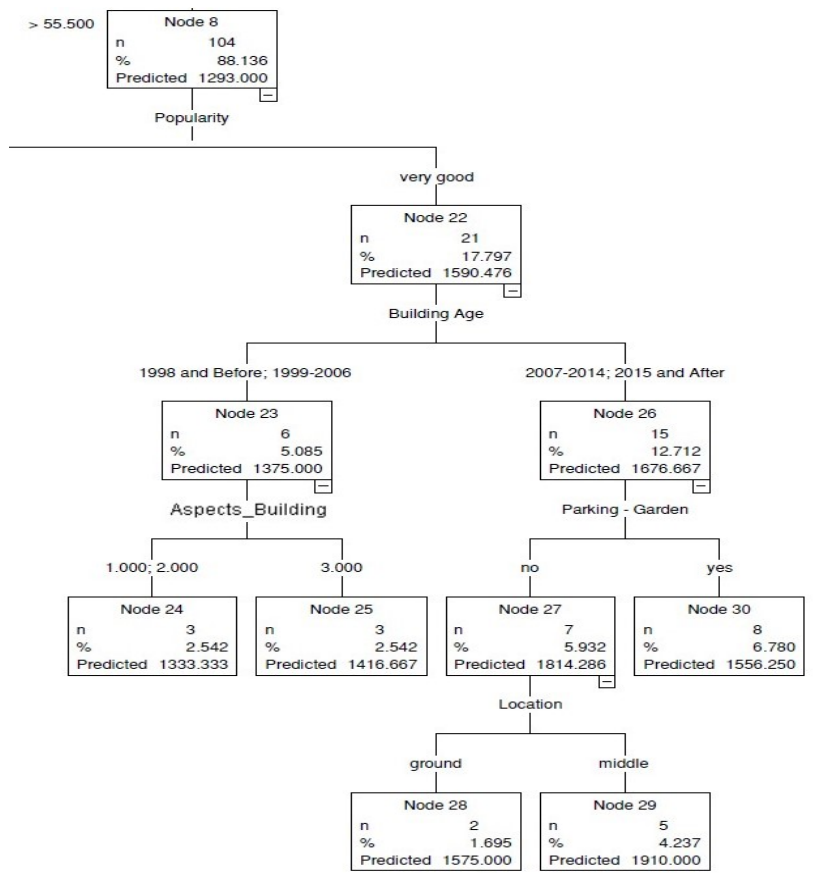 > 55.500
Node 8
n 104
% 88.136
Predicted 1293.000
Popularity
very good
Node 22
n 21
% 17.797
Predicted 1590.476
Building Age
1998 and Before; 1999-2006
2007-2014; 2015 and After
Node 23
n 6
% 5.085
Predicted 1375.000
Node 26
n 15
% 12.712
Predicted 1676.667
Aspects_Building
Parking - Garden
1.000; 2.000
3.000
no
yes
Node 24
n 3
% 2.542
Predicted 1333.333
Node 25
n 3
% 2.542
Predicted 1416.667
Node 27
n 7
% 5.932
Predicted 1814.286
Node 30
n 8
% 6.780
Predicted 1556.250
Location
ground
middle
Node 28
n 2
% 1.695
Predicted 1575.000
Node 29
n 5
% 4.237
Predicted 1910.000